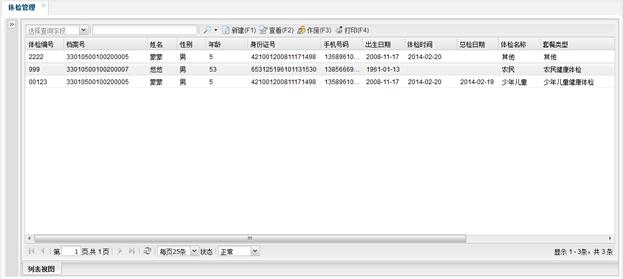 体检管理
选择查询字段 新建(F1) 查看(F2) 作废(F3) 打印(F4)
体检编号 档案号 姓名 性别 年龄 身份证号 手机号码 出生日期 体检时间 总检日期 体检名称 套餐类型
2222 33010500100200005 蒙蒙 男 5 421001200811171498 13589610... 2008-11-17 2014-02-20 其他 其他
999 33010500100200007 男 53 653125196101131530 13856669... 1961-01-13 农民 农民健康体检
00123 33010500100200005 蒙蒙 男 5 421001200811171498 13589610... 2008-11-17 2014-02-20 2014-02-19 少年儿童 少年儿童健康体检
第 1 页,共 1页 每页25条 状态 正常 显示 1 - 3条，共 3 条
列表视图